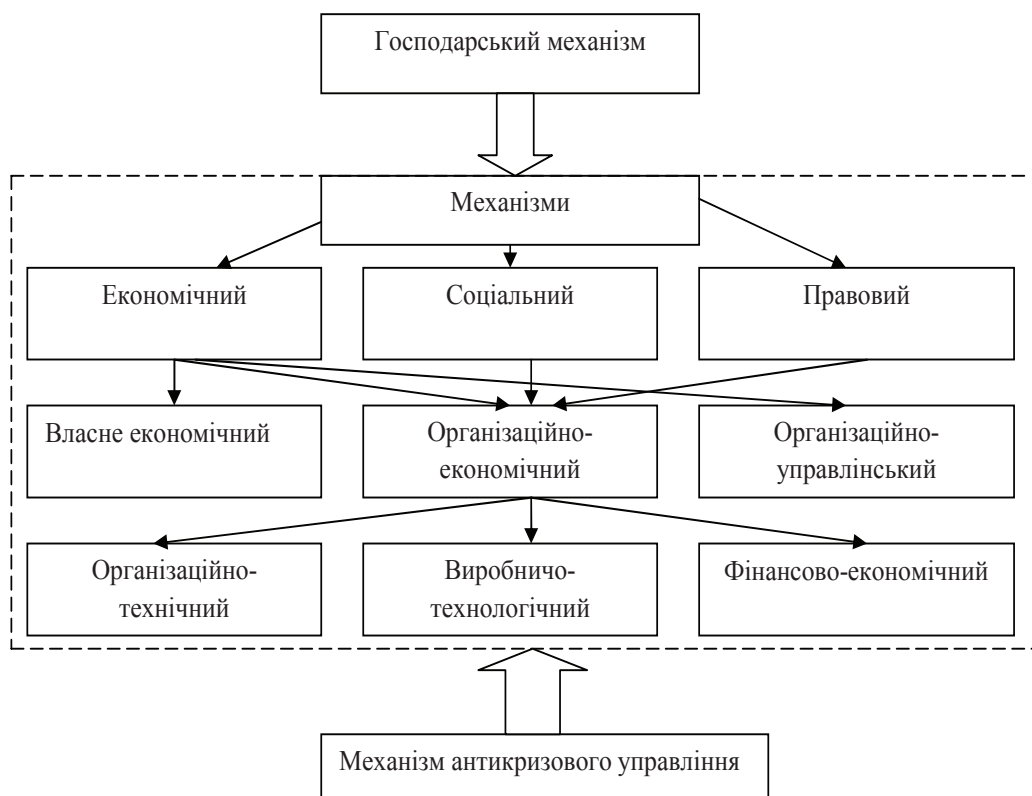 Господарський механізм
Механізми
Економічний
Соціальний
Правовий
Власне економічний
Організаційно-
економічний
Організаційно-
управлінський
Організаційно-
технічний
Виробничо-
технологічний
Фінансово-економічний
Механізм антикризового управління